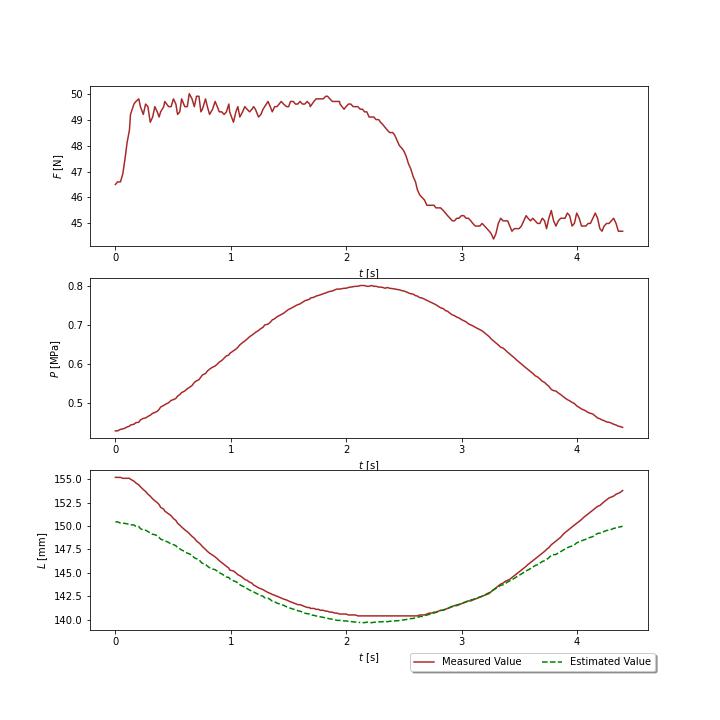 50
49
48
47
46
45
F [N]
0 1 2 3 4
t [s]
0.8
0.7
0.6
0.5
P [MPa]
0 1 2 3 4
t [s]
155.0
152.5
150.0
147.5
145.0
142.5
140.0
L [mm]
0 1 2 3 4
t [s]
Measured Value Estimated Value